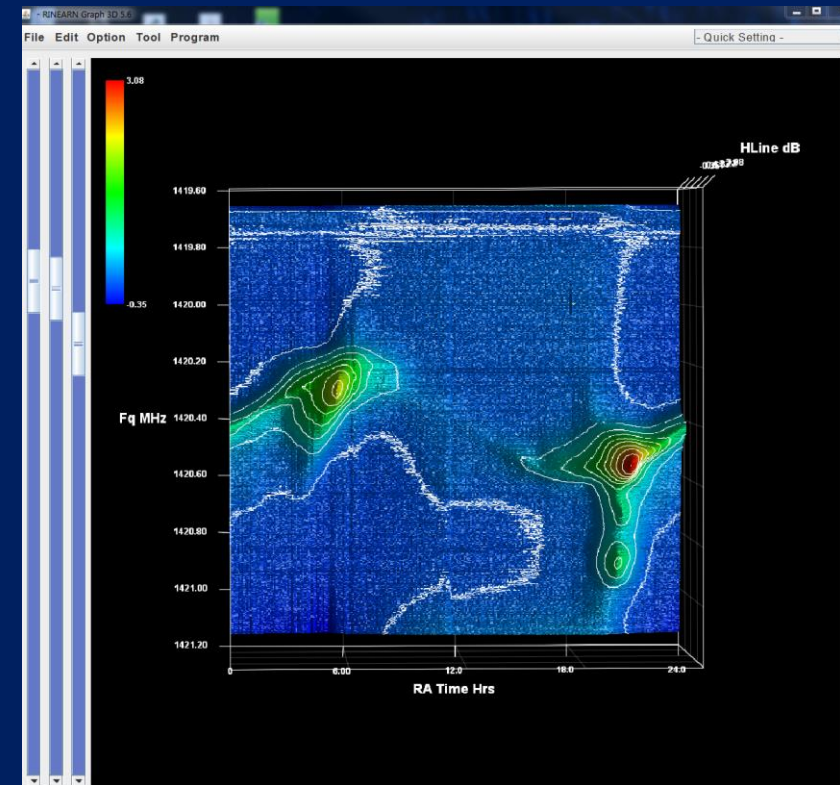 - RINEARN Graph 3D 5.6
File Edit Option Tool Program
- Quick Setting -
3.08
-0.35
HLine dB
1419.60
1419.80
1420.00
1420.20
Fq MHz 1420.40
1420.60
1420.80
1421.00
1421.20
0 6.00 12.0 18.0 24.0
RA Time Hrs